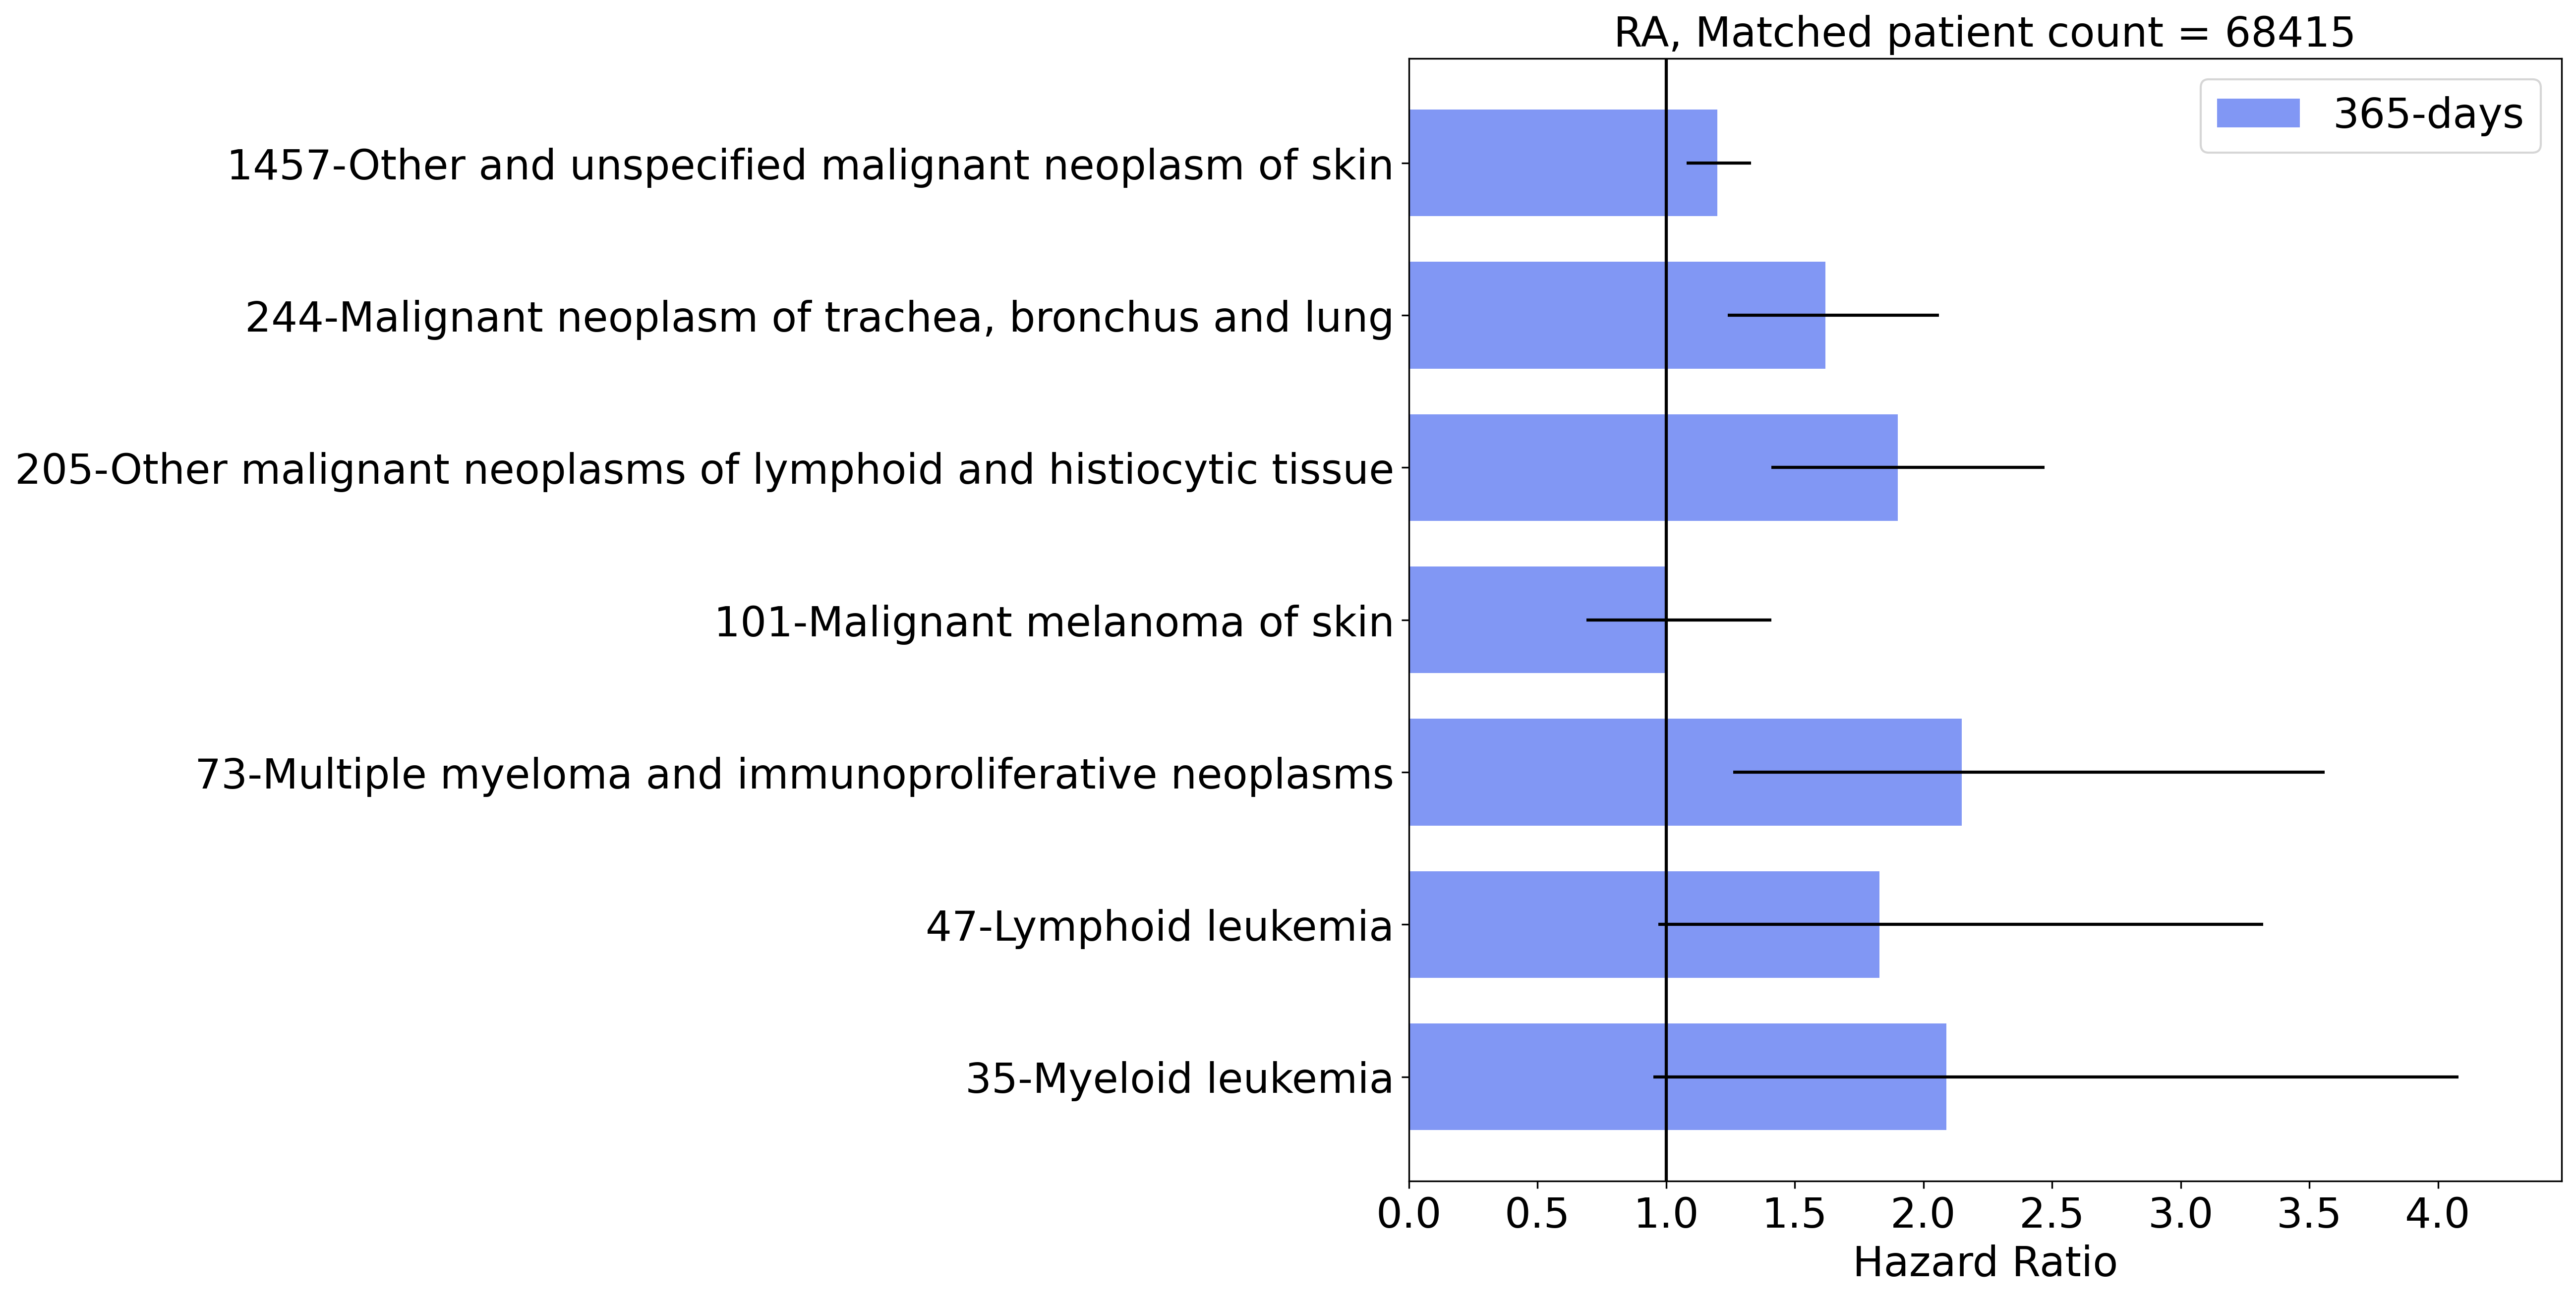 RA, Matched patient count = 68415
365-days
1457-Other and unspecified malignant neoplasm of skin
244-Malignant neoplasm of trachea, bronchus and lung
205-Other malignant neoplasms of lymphoid and histiocytic tissue
101-Malignant melanoma of skin
73-Multiple myeloma and immunoproliferative neoplasms
47-Lymphoid leukemia
35-Myeloid leukemia
0.0 0.5 1.0 1.5 2.0 2.5 3.0 3.5 4.0
Hazard Ratio